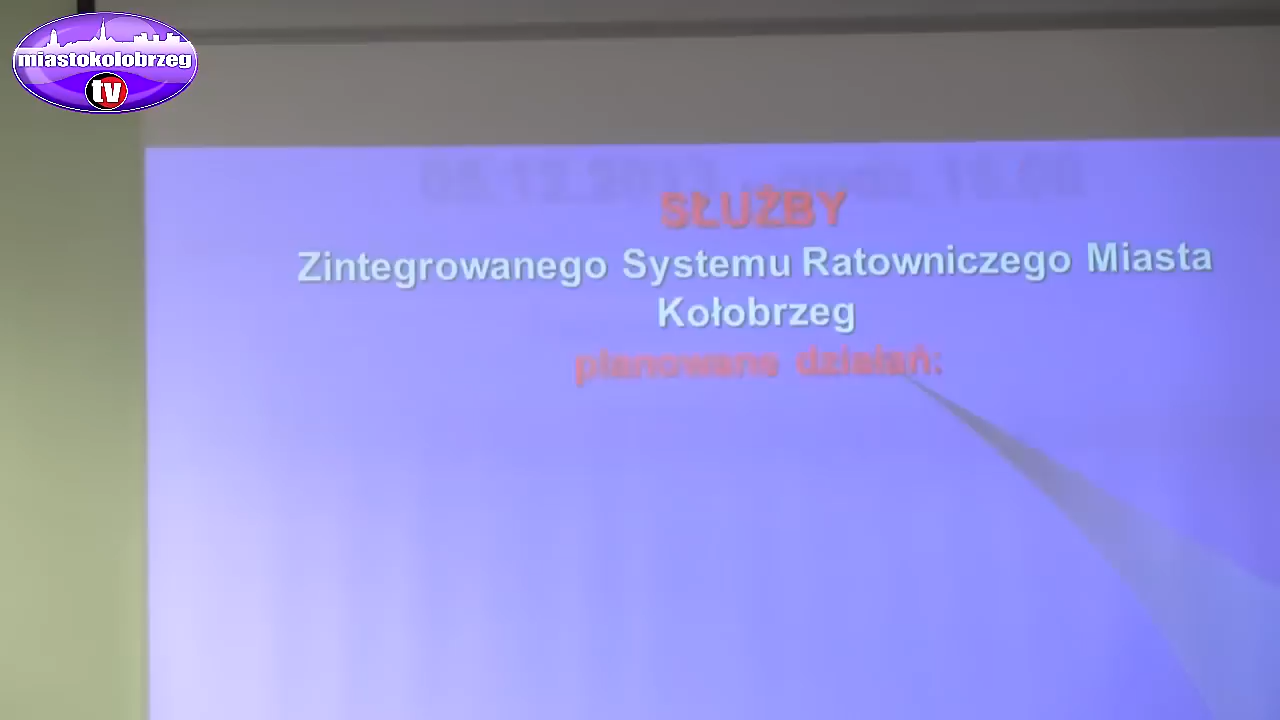 miastokolobrzeg
tv
SŁUŻBY
Zintegrowanego Systemu Ratowniczego Miasta
Kołobrzeg
planowane działań: